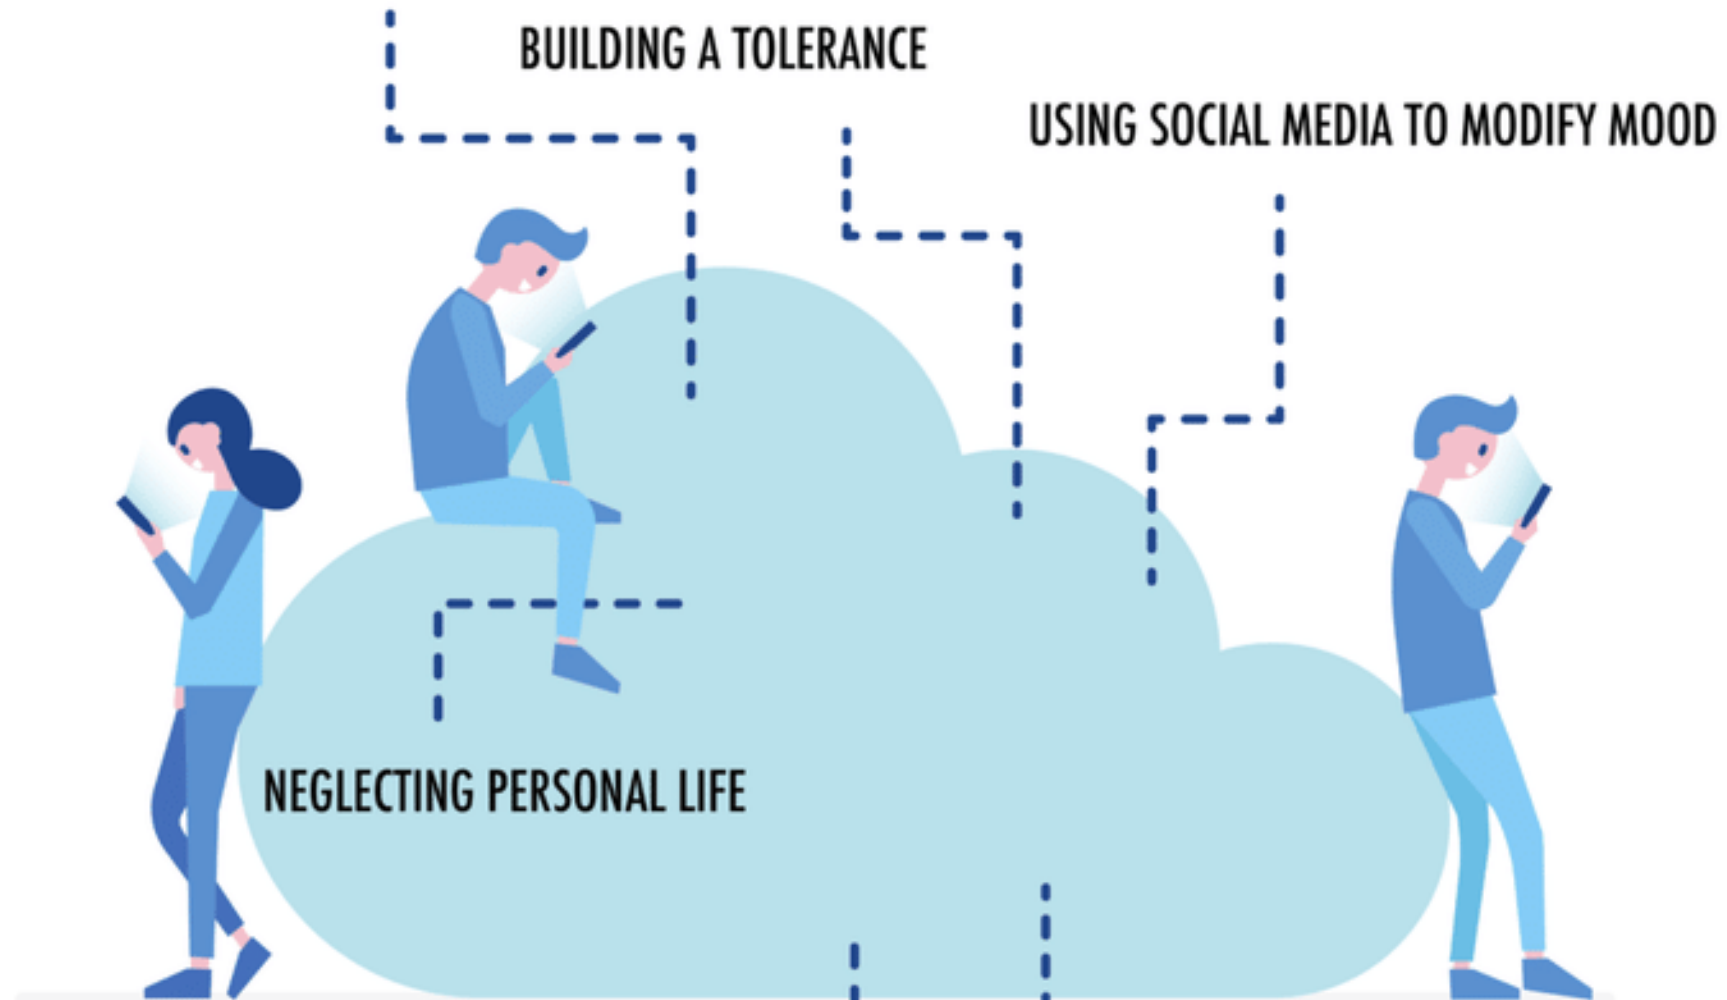 BUILDING A TOLERANCE
USING SOCIAL MEDIA TO MODIFY MOOD
NEGLECTING PERSONAL LIFE